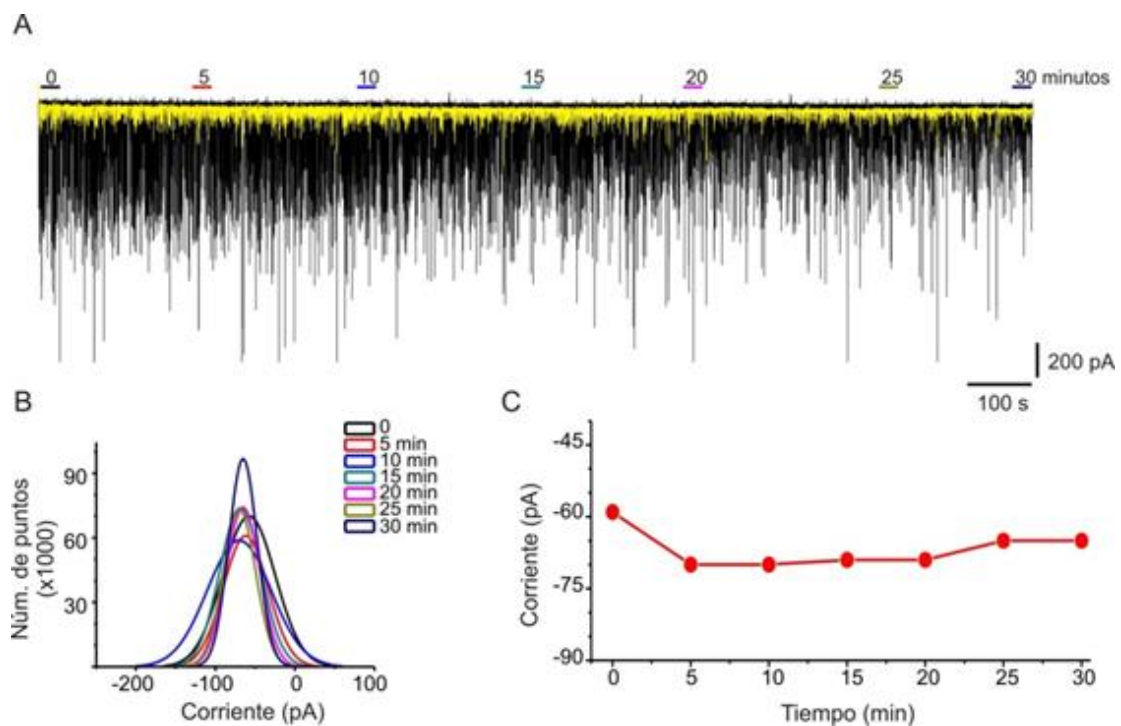 A
0 5 10 15 20 25 30 minutos
200 pA
100 s
B
0
5 min
10 min
15 min
20 min
25 min
30 min
90
60
30
Núm. de puntos
(x1000)
-200 -100 0 100
Corriente (pA)
C
-45
-60
-75
-90
Corriente (pA)
0 5 10 15 20 25 30
Tiempo (min)